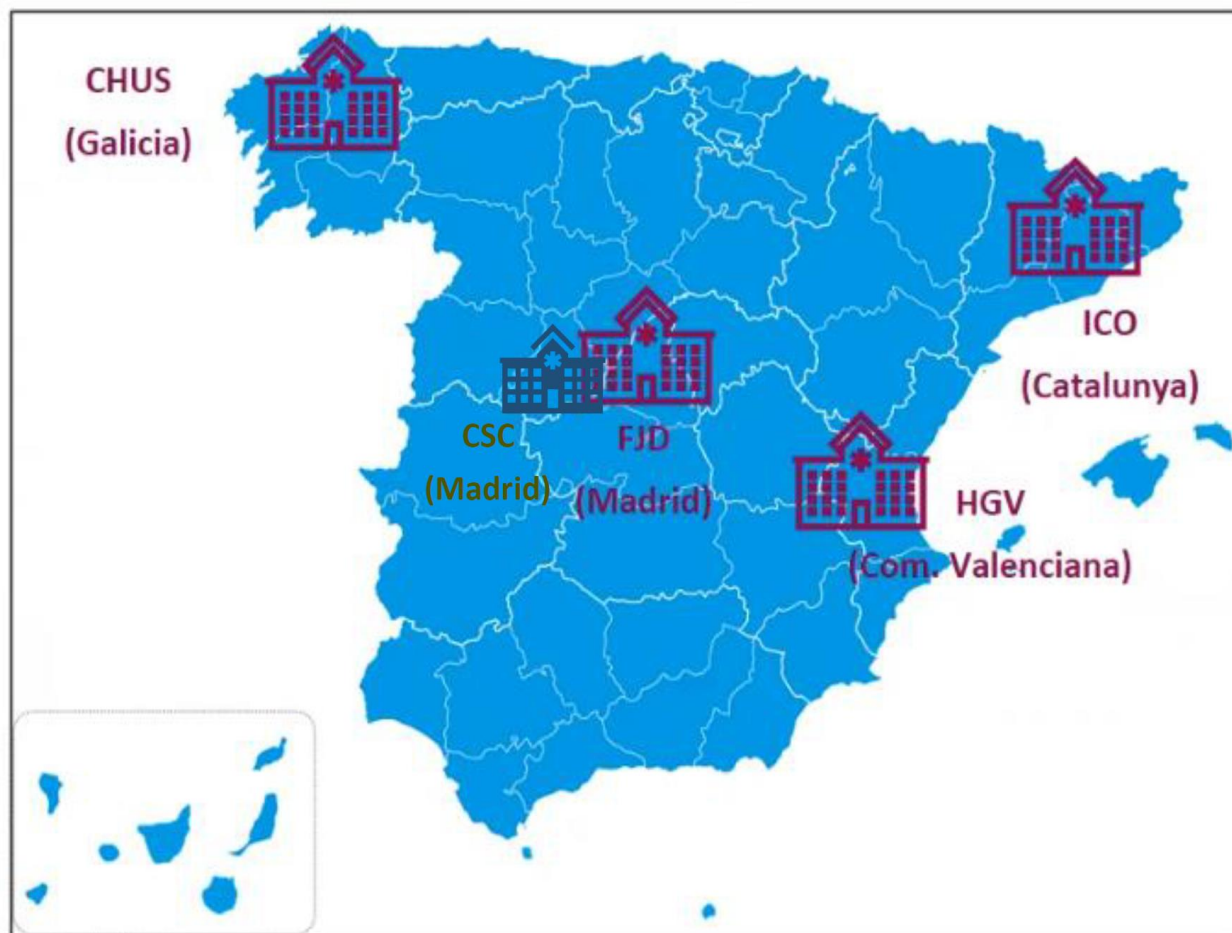 CHUS
(Galicia)
ICO
(Catalunya)
CSC
(Madrid)
FJD
(Madrid)
HGV
(Com. Valenciana)